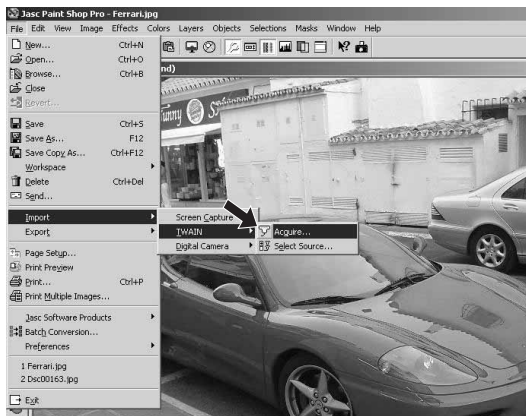 Jasc Paint Shop Pro - Ferrari.jpg
File Edit View Image Effects Colors Layers Objects Selections Masks Window Help
New... Ctrl+N
Open... Ctrl+O
Browse... Ctrl+B
Close
Revert...
Save Ctrl+S
Save As... F12
Save Copy As... Ctrl+F12
Workspace
Delete Ctrl+Del
Send...
Import
Export
Page Setup...
Print Preview
Print... Ctrl+P
Print Multiple Images...
Jasc Software Products
Batch Conversion...
Preferences
1 Ferrari.jpg
2 Dsc00163.jpg
Exit
Screen Capture
TWAIN
Digital Camera
Acquire...
Select Source...
nd)